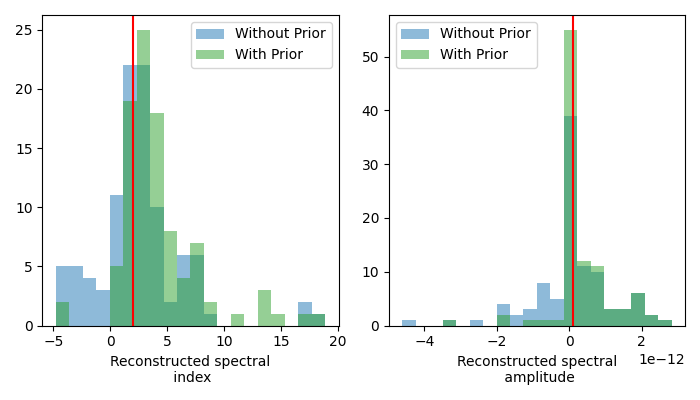 25
20
15
10
5
0
−5
0
5
10
15
20
Without Prior
With Prior
Reconstructed spectral
index
50
40
30
20
10
0
−4
−2
0
2
1e−12
Without Prior
With Prior
Reconstructed spectral
amplitude